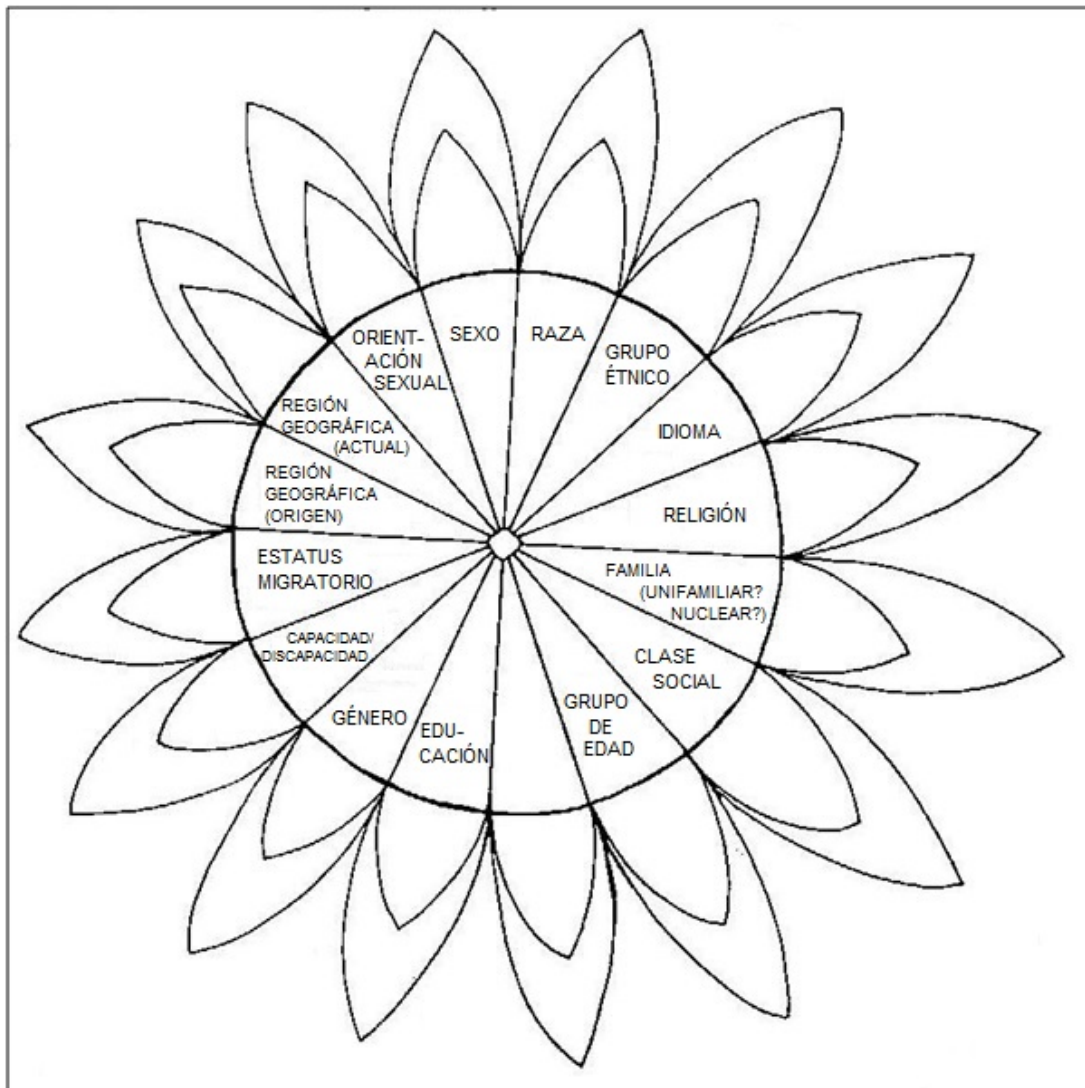 SEXO
RAZA
GRUPO
ÉTNICO
IDIOMA
RELIGIÓN
FAMILIA
(UNIFAMILIAR?
NUCLEAR?)
CLASE
SOCIAL
GRUPO
DE
EDAD
EDU-
CACIÓN
GÉNERO
CAPACIDAD/
DISCAPACIDAD
ESTATUS
MIGRATORIO
REGIÓN
GEOGRÁFICA
(ORIGEN)
REGIÓN
GEOGRÁFICA
(ACTUAL)
ORIENT-
ACIÓN
SEXUAL